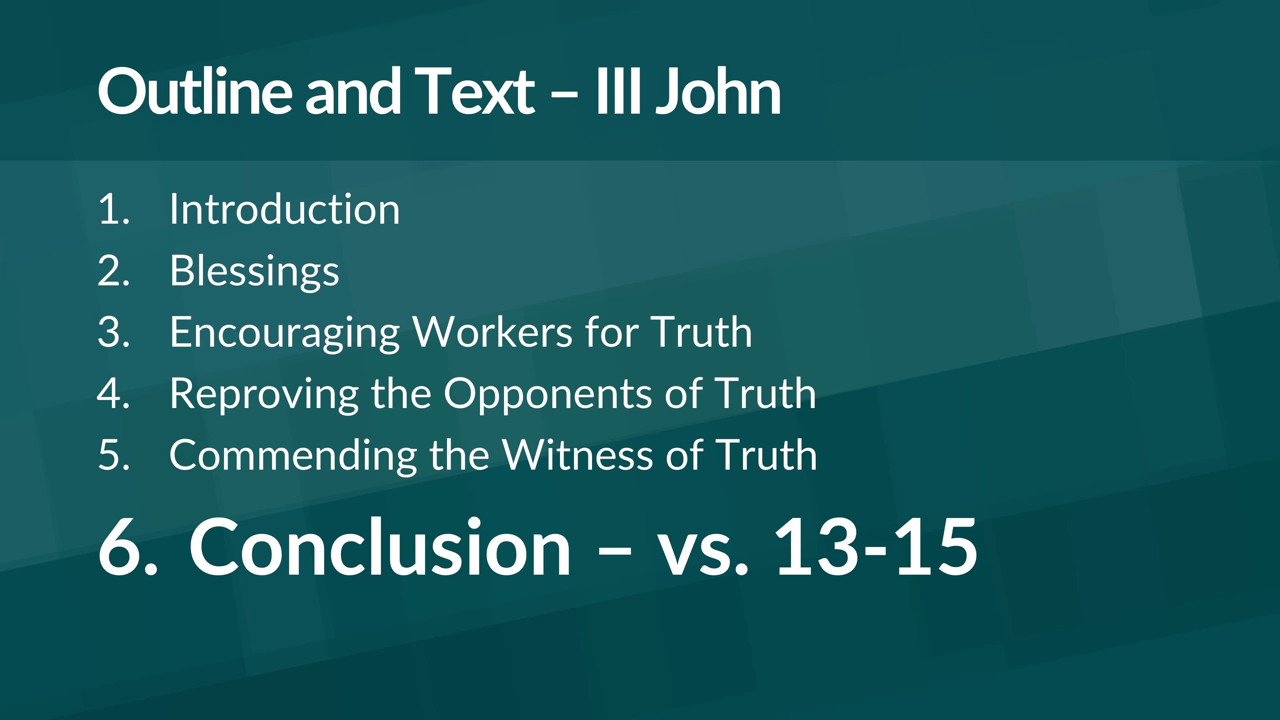 Outline and Text – III John
1. Introduction
2. Blessings
3. Encouraging Workers for Truth
4. Reproving the Opponents of Truth
5. Commending the Witness of Truth
6. Conclusion – vs. 13-15